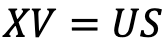 XV = US